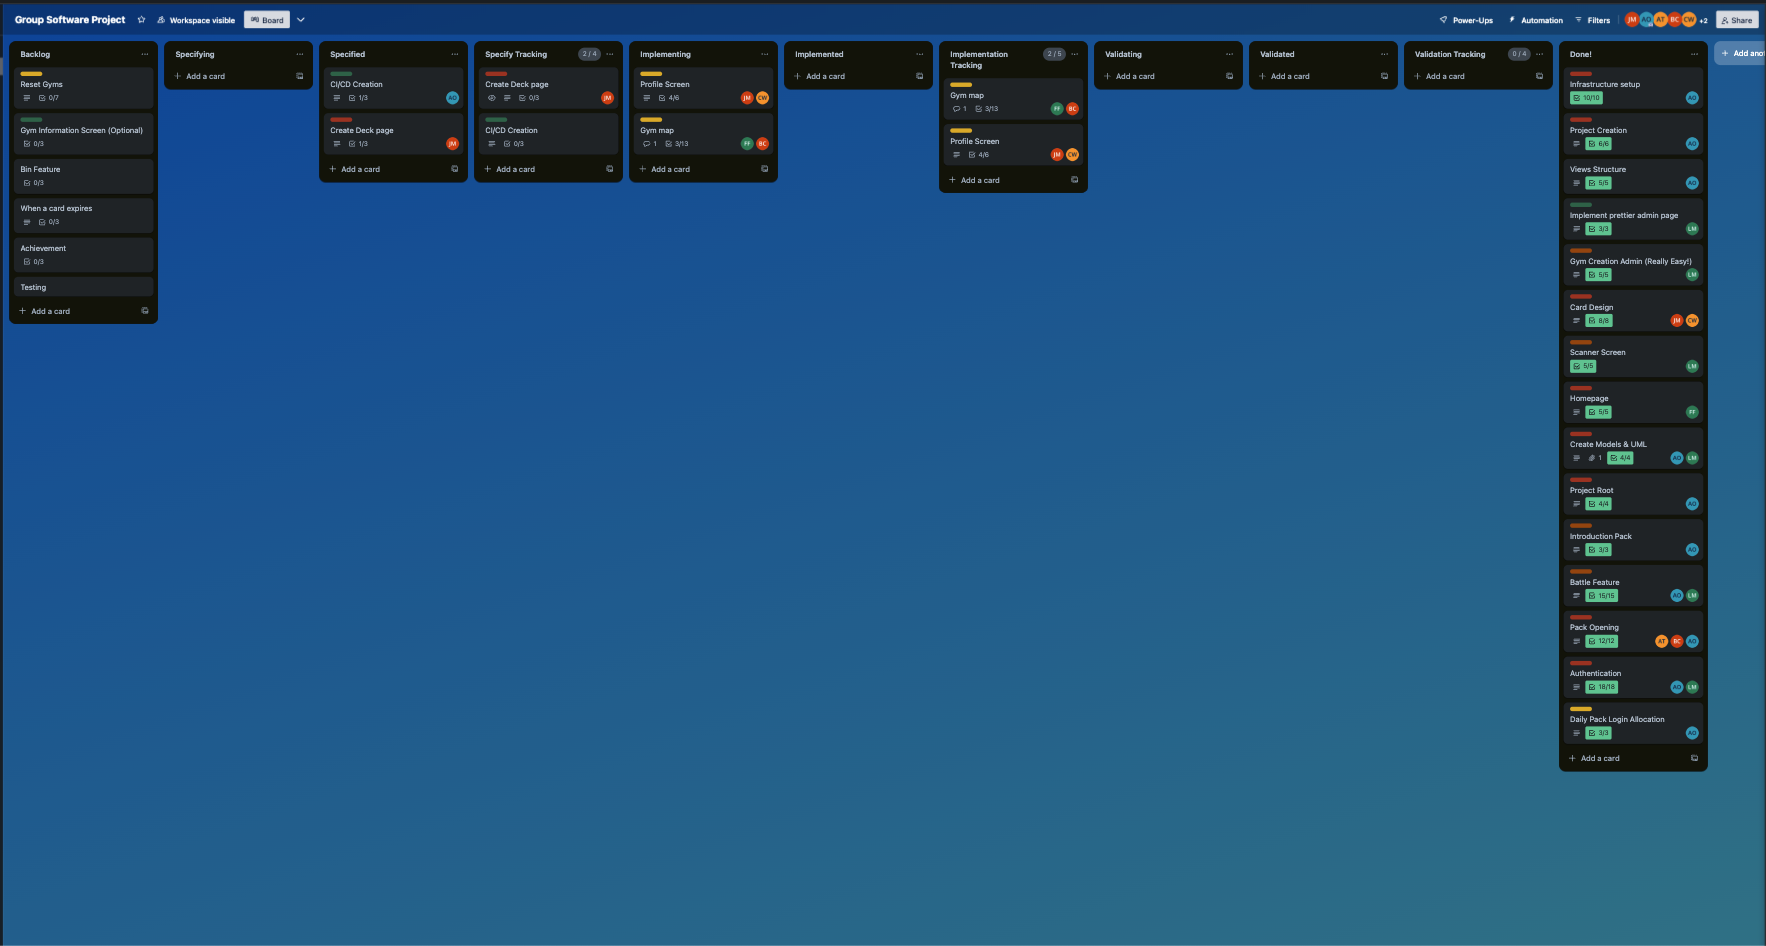 Group Software Project
Workspace visible
Board
Power-Ups
Automation
Filters
JM AO AT BC CW +2
Share
Backlog
Reset Gyms
0/7
Gym Information Screen (Optional)
0/3
Bin Feature
0/3
When a card expires
0/3
Achievement
0/3
Testing
+ Add a card
Specifying
+ Add a card
Specified
CI/CD Creation
1/3 AO
Create Deck page
1/3 JM
+ Add a card
Specify Tracking 2 / 4
Create Deck page
0/3 JM
CI/CD Creation
0/3
+ Add a card
Implementing
Profile Screen
4/6 JM CW
Gym map
1 3/13 FF BC
+ Add a card
Implemented
+ Add a card
Implementation
Tracking
2 / 5
Gym map
1 3/13 FF BC
Profile Screen
4/6 JM CW
+ Add a card
Validating
+ Add a card
Validated
+ Add a card
Validation Tracking 0 / 4
+ Add a card
Done!
Infrastructure setup
10/10 AO
Project Creation
6/6 AO
Views Structure
5/5 AO
Implement prettier admin page
3/3 LM
Gym Creation Admin (Really Easy!)
5/5 LM
Card Design
8/8 JM CW
Scanner Screen
5/5 LM
Homepage
5/5 FF
Create Models & UML
1 4/4 AO LM
Project Root
4/4 AO
Introduction Pack
3/3 AO
Battle Feature
15/15 AO LM
Pack Opening
12/12 AT BC AO
Authentication
18/18 AO LM
Daily Pack Login Allocation
3/3 AO
+ Add a card
+ Add ano